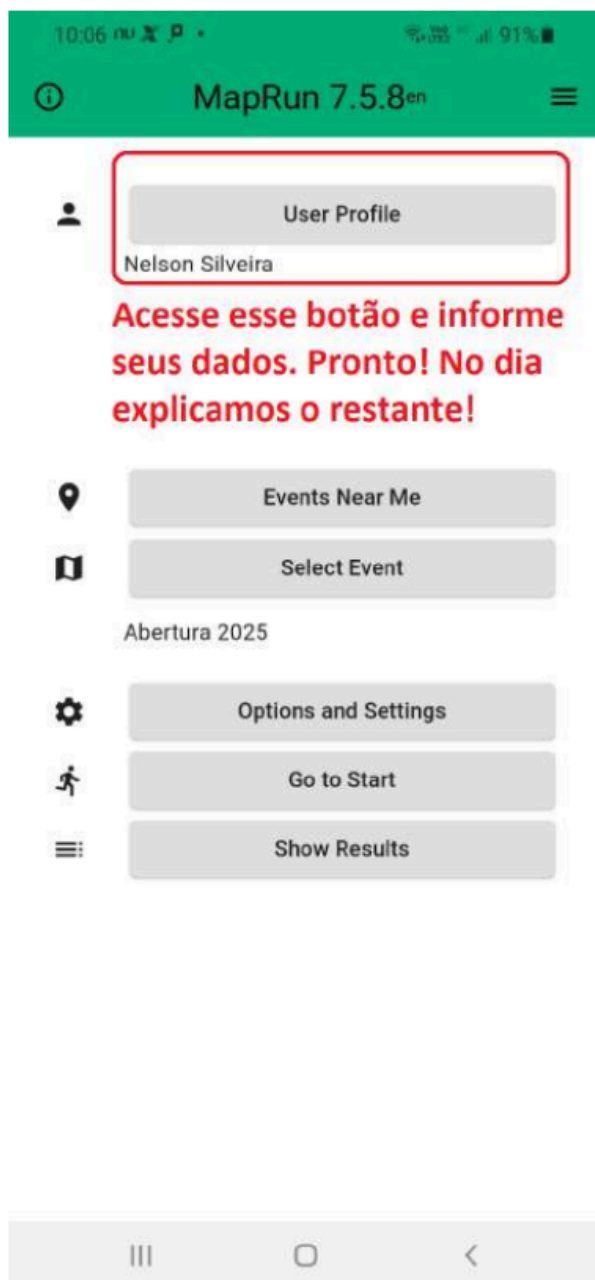 10:06
91%
MapRun 7.5.8en
User Profile
Nelson Silveira
Acesse esse botão e informe
seus dados. Pronto! No dia
explicamos o restante!
Events Near Me
Select Event
Abertura 2025
Options and Settings
Go to Start
Show Results